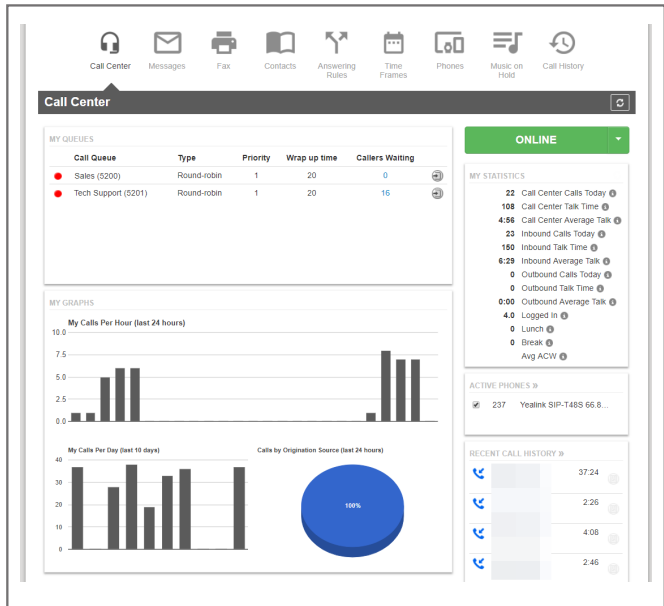 Call Center Messages Fax Contacts Answering Rules Time Frames Phones Music on Hold Call History
Call Center
MY QUEUES
Call Queue Type Priority Wrap up time Callers Waiting
Sales (5200) Round-robin 1 20 0
Tech Support (5201) Round-robin 1 20 16
ONLINE
MY STATISTICS
22 Call Center Calls Today
108 Call Center Talk Time
4:56 Call Center Average Talk
23 Inbound Calls Today
150 Inbound Talk Time
6:29 Inbound Average Talk
0 Outbound Calls Today
0 Outbound Talk Time
0:00 Outbound Average Talk
4.0 Logged In
0 Lunch
0 Break
Avg ACW
MY GRAPHS
My Calls Per Hour (last 24 hours)
10.0
7.5
5.0
2.5
0.0
My Calls Per Day (last 10 days)
40
30
20
10
0
Calls by Origination Source (last 24 hours)
100%
ACTIVE PHONES »
237 Yealink SIP-T48S 66.8...
RECENT CALL HISTORY »
37:24
2:26
4:08
2:46